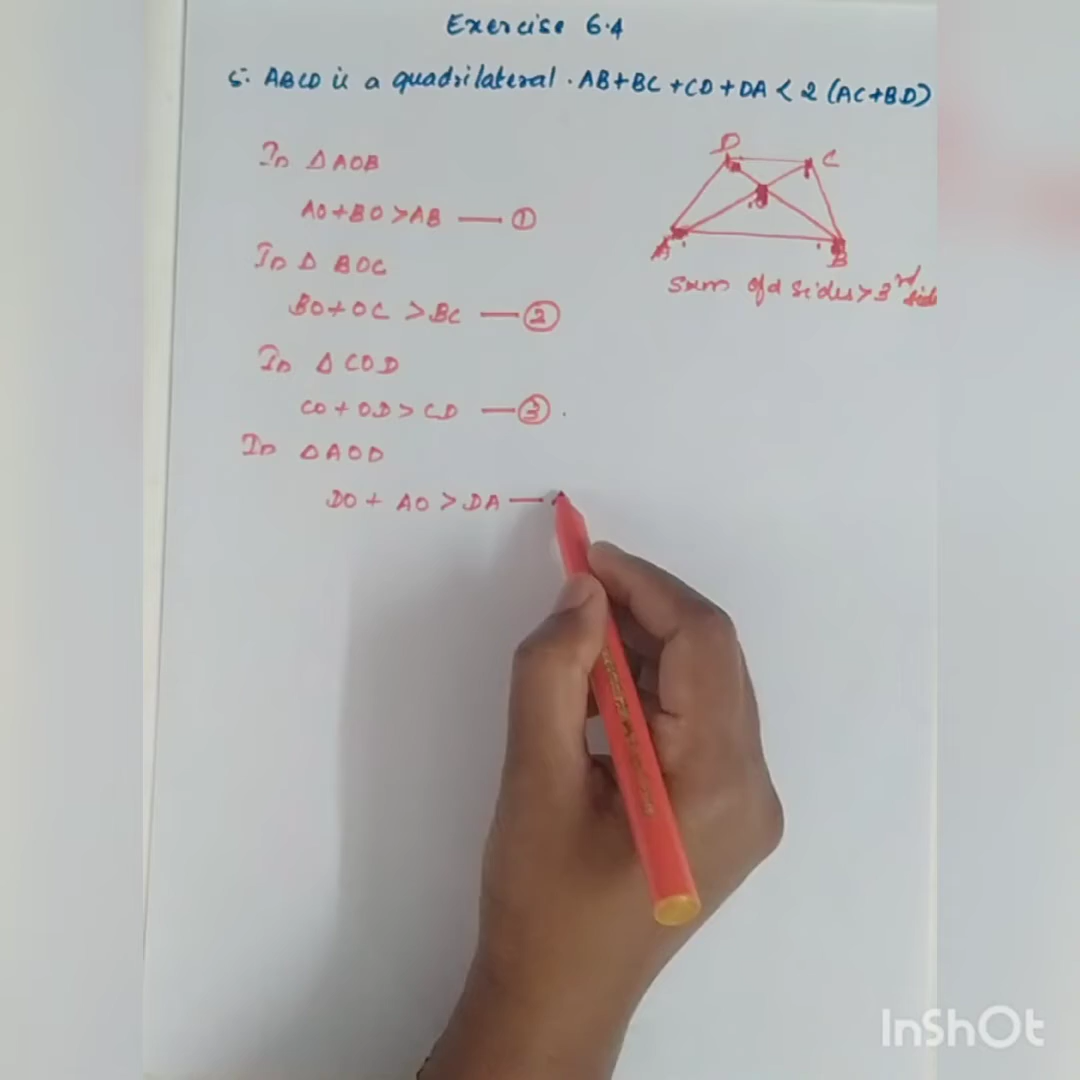 Exercise 6.4
5. ABCD is a quadrilateral. AB+BC+CD+DA < 2 (AC+BD)
In △AOB
AO+BO>AB — ①
In △ BOC
BO+OC >BC — ②
In △ COD
CO + OD > CD — ③ .
In △AOD
DO + AO > DA —
D
C
O
A
B
Sum of 2 sides > 3rd side
InShOt